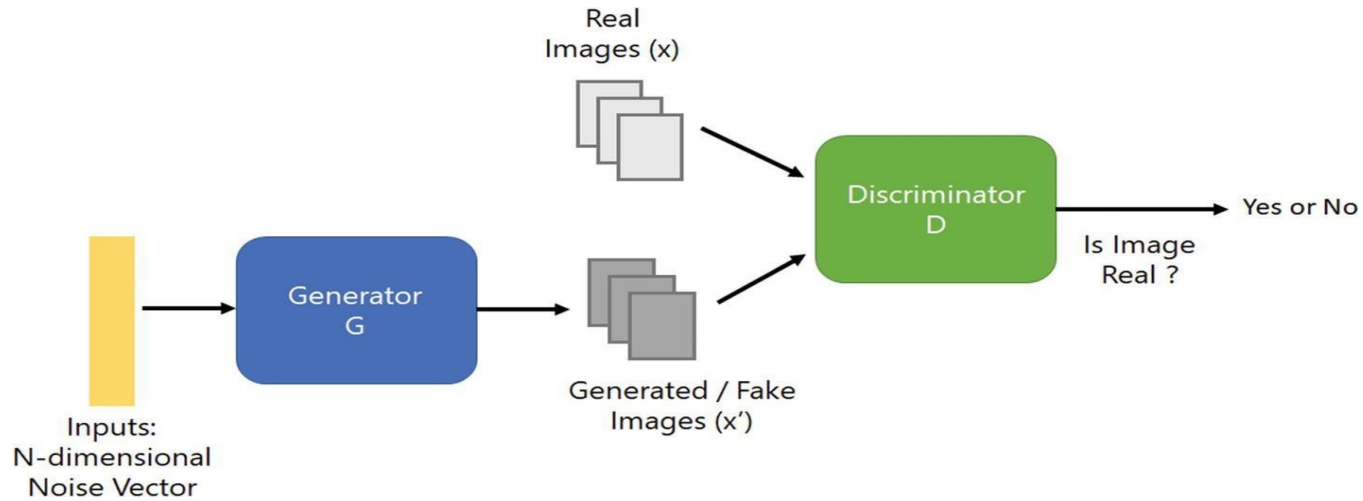 Real
Images (x)
Discriminator
D
Yes or No
Is Image
Real ?
Generator
G
Generated / Fake
Images (x’)
Inputs:
N-dimensional
Noise Vector